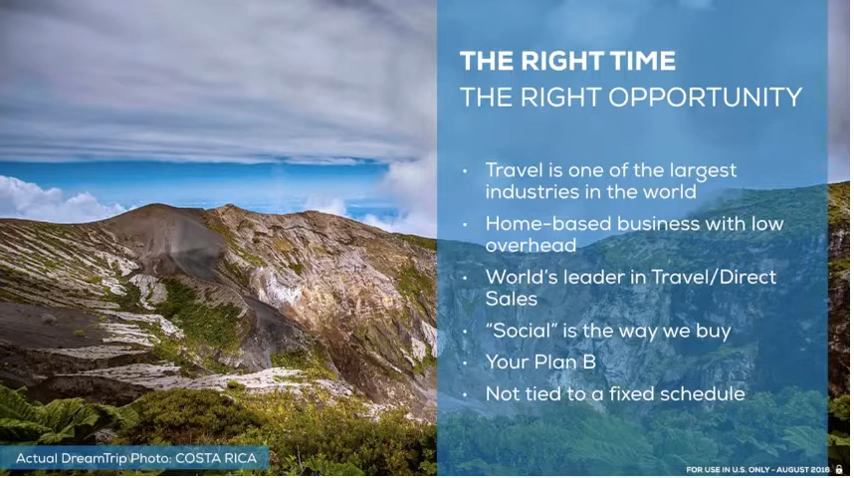 THE RIGHT TIME
THE RIGHT OPPORTUNITY
• Travel is one of the largest
industries in the world
• Home-based business with low
overhead
• World's leader in Travel/Direct
Sales
• "Social" is the way we buy
• Your Plan B
• Not tied to a fixed schedule
Actual DreamTrip Photo: COSTA RICA
FOR USE IN U.S. ONLY - AUGUST 2016